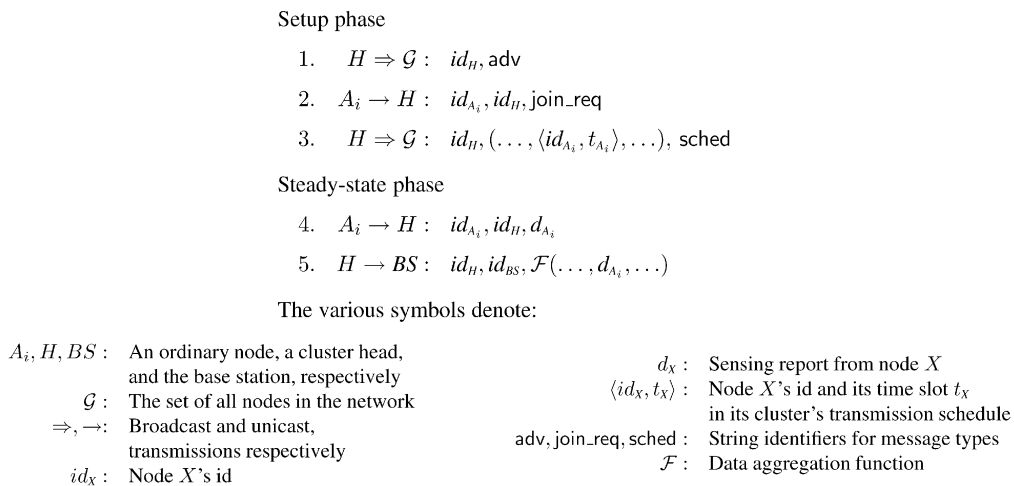 Setup phase
1. H ⇒ 𝒢 : id_H, adv
2. A_i → H : id_{A_i}, id_H, join_req
3. H ⇒ 𝒢 : id_H, (..., ⟨id_{A_i}, t_{A_i}⟩, ...), sched
Steady-state phase
4. A_i → H : id_{A_i}, id_H, d_{A_i}
5. H → BS : id_H, id_{BS}, ℱ(..., d_{A_i}, ...)
The various symbols denote:
A_i, H, BS : An ordinary node, a cluster head,
and the base station, respectively
𝒢 : The set of all nodes in the network
⇒, →: Broadcast and unicast,
transmissions respectively
id_X : Node X's id
d_X : Sensing report from node X
⟨id_X, t_X⟩ : Node X's id and its time slot t_X
in its cluster's transmission schedule
adv, join_req, sched : String identifiers for message types
ℱ : Data aggregation function